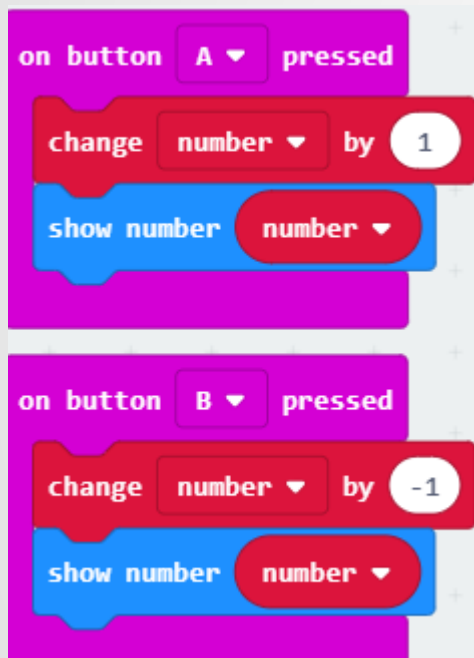 on button A pressed
change number by 1
show number number
on button B pressed
change number by -1
show number number